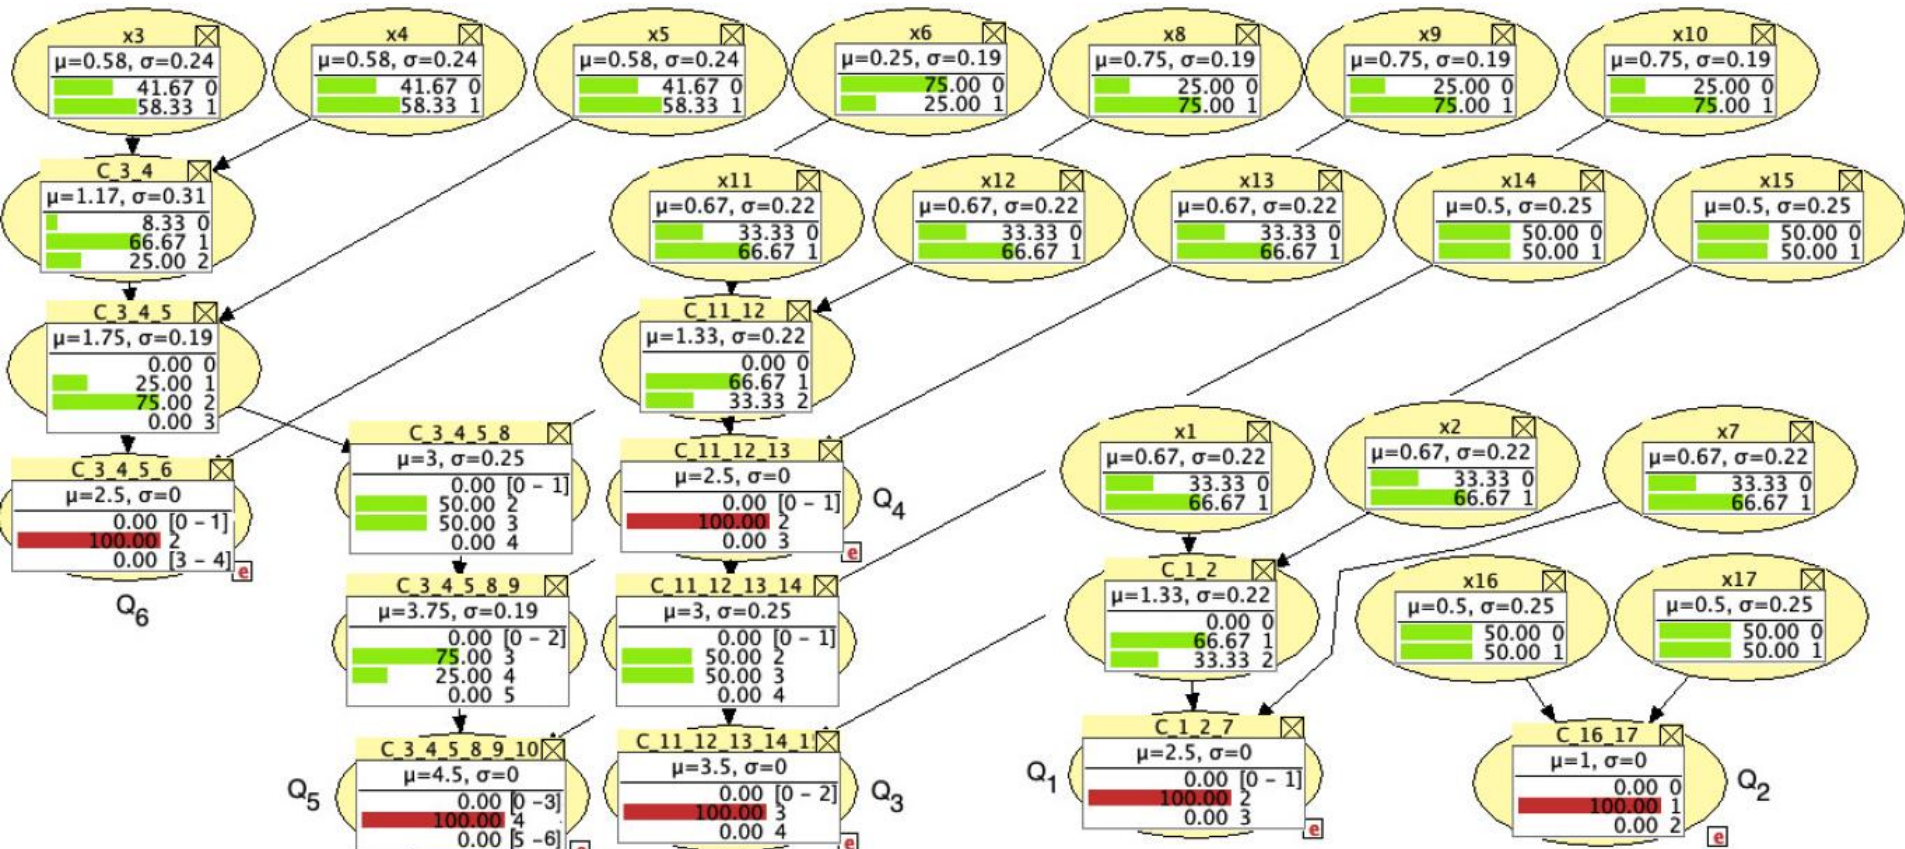 x3
μ=0.58, σ=0.24
41.67 0
58.33 1
x4
μ=0.58, σ=0.24
41.67 0
58.33 1
x5
μ=0.58, σ=0.24
41.67 0
58.33 1
x6
μ=0.25, σ=0.19
75.00 0
25.00 1
x8
μ=0.75, σ=0.19
25.00 0
75.00 1
x9
μ=0.75, σ=0.19
25.00 0
75.00 1
x10
μ=0.75, σ=0.19
25.00 0
75.00 1
C_3_4
μ=1.17, σ=0.31
8.33 0
66.67 1
25.00 2
x11
μ=0.67, σ=0.22
33.33 0
66.67 1
x12
μ=0.67, σ=0.22
33.33 0
66.67 1
x13
μ=0.67, σ=0.22
33.33 0
66.67 1
x14
μ=0.5, σ=0.25
50.00 0
50.00 1
x15
μ=0.5, σ=0.25
50.00 0
50.00 1
C_3_4_5
μ=1.75, σ=0.19
0.00 0
25.00 1
75.00 2
0.00 3
C_11_12
μ=1.33, σ=0.22
0.00 0
66.67 1
33.33 2
C_3_4_5_6
μ=2.5, σ=0
0.00 [0 - 1]
100.00 2
0.00 [3 - 4]
e
Q6
C_3_4_5_8
μ=3, σ=0.25
0.00 [0 - 1]
50.00 2
50.00 3
0.00 4
C_11_12_13
μ=2.5, σ=0
0.00 [0 - 1]
100.00 2
0.00 3
e
Q4
x1
μ=0.67, σ=0.22
33.33 0
66.67 1
x2
μ=0.67, σ=0.22
33.33 0
66.67 1
x7
μ=0.67, σ=0.22
33.33 0
66.67 1
C_3_4_5_8_9
μ=3.75, σ=0.19
0.00 [0 - 2]
75.00 3
25.00 4
0.00 5
C_11_12_13_14
μ=3, σ=0.25
0.00 [0 - 1]
50.00 2
50.00 3
0.00 4
C_1_2
μ=1.33, σ=0.22
0.00 0
66.67 1
33.33 2
x16
μ=0.5, σ=0.25
50.00 0
50.00 1
x17
μ=0.5, σ=0.25
50.00 0
50.00 1
Q5
C_3_4_5_8_9_10
μ=4.5, σ=0
0.00 [0 -3]
100.00 4
0.00 [5 -6]
e
C_11_12_13_14_1
μ=3.5, σ=0
0.00 [0 - 2]
100.00 3
0.00 4
e
Q3
Q1
C_1_2_7
μ=2.5, σ=0
0.00 [0 - 1]
100.00 2
0.00 3
e
C_16_17
μ=1, σ=0
0.00 0
100.00 1
0.00 2
e
Q2